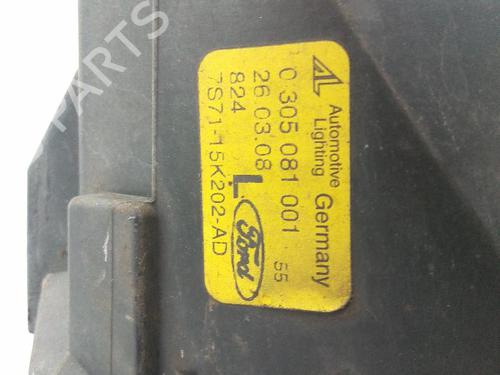 AL Automotive Lighting Germany
0 305 081 001 55
26.03.08 L
824
7S71-15K202-AD
Ford
PARTS